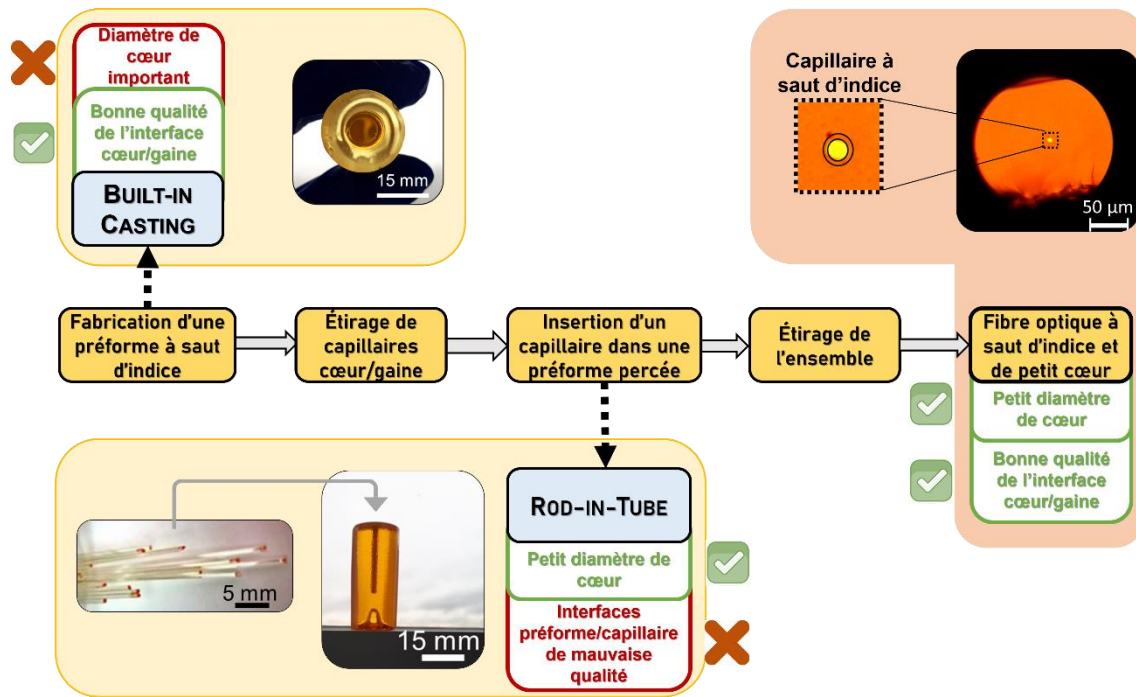 Diamètre de
cœur
important
Bonne qualité
de l'interface
cœur/gaine
BUILT-IN
CASTING
15 mm
Capillaire à
saut d'indice
50 µm
Fabrication d'une
préforme à saut
d'indice
Étirage de
capillaires
cœur/gaine
Insertion d'un
capillaire dans une
préforme percée
Étirage de
l'ensemble
Fibre optique à
saut d'indice et
de petit cœur
Petit diamètre
de cœur
Bonne qualité
de l'interface
cœur/gaine
5 mm
15 mm
ROD-IN-TUBE
Petit diamètre de
cœur
Interfaces
préforme/capillaire
de mauvaise
qualité